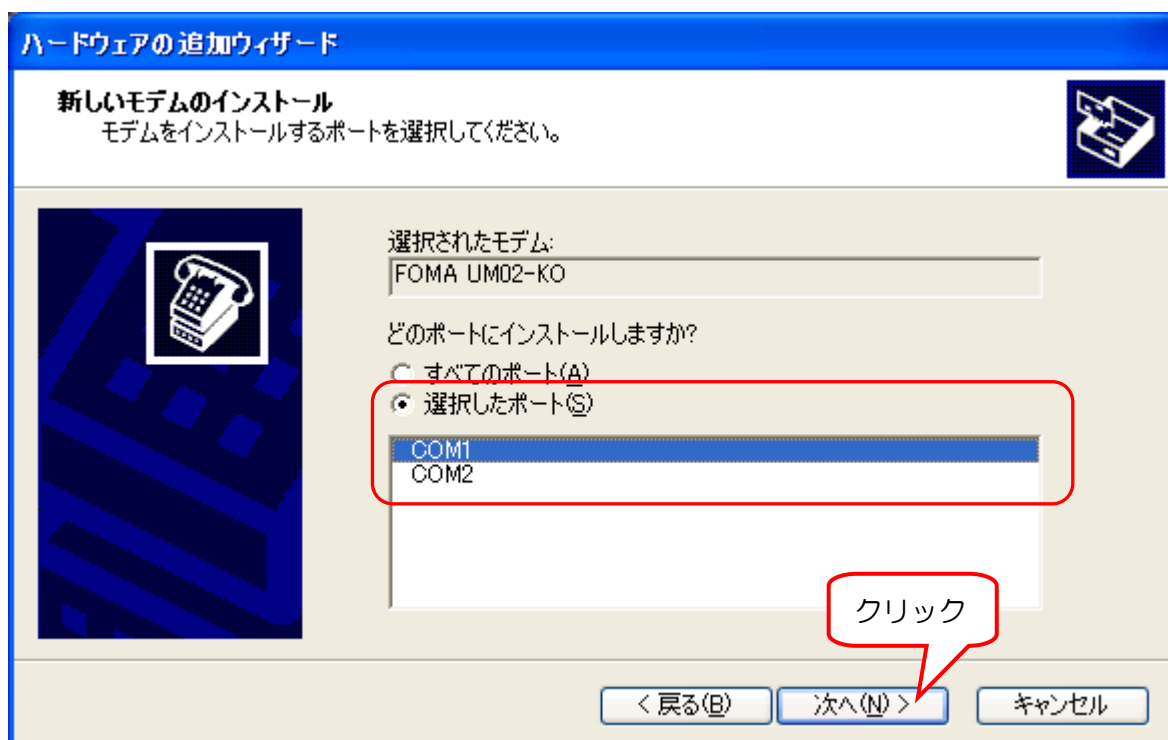 ハードウェアの追加ウィザード
新しいモデムのインストール
モデムをインストールするポートを選択してください。
選択されたモデム:
FOMA UM02-KO
どのポートにインストールしますか?
すべてのポート(A)
選択したポート(S)
COM1
COM2
クリック
< 戻る(B)
次へ(N) >
キャンセル